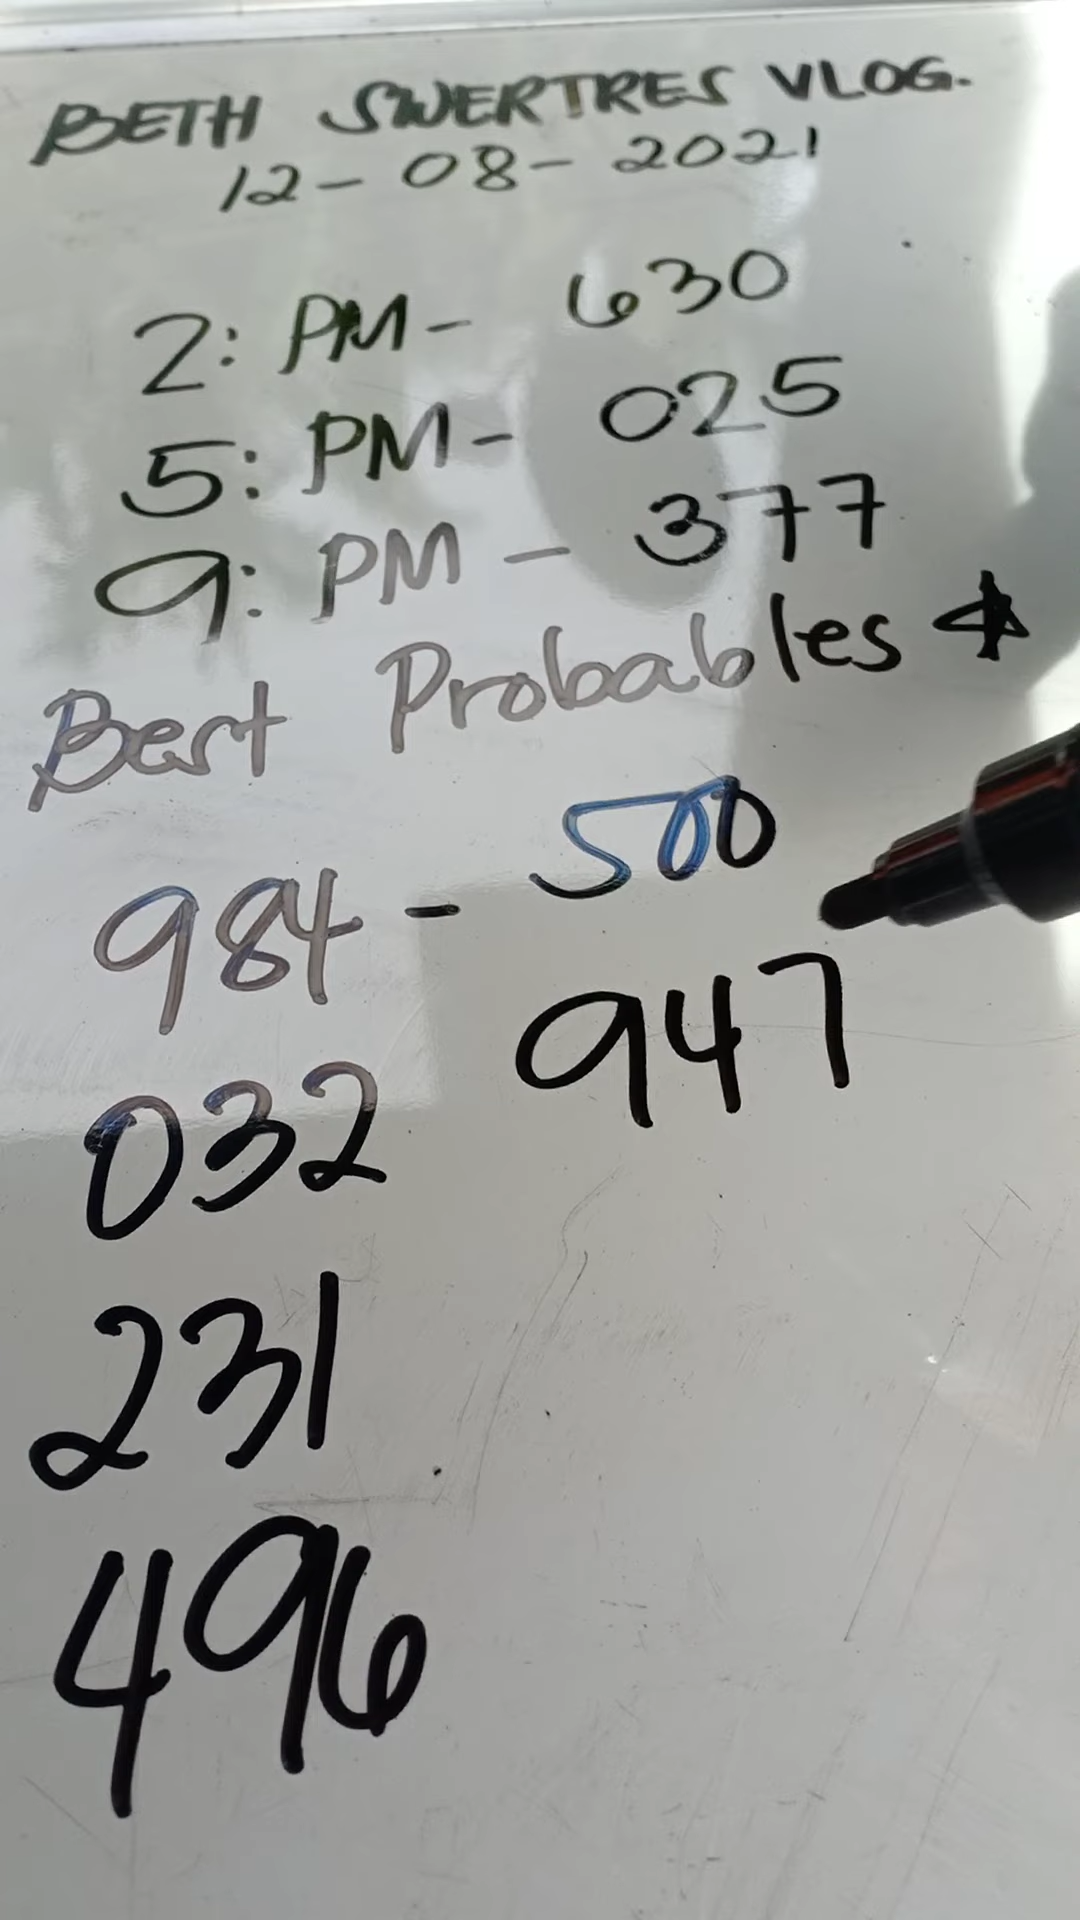 BETH SWERTRES VLOG.
12-08-2021
2: PM- 630
5: PM- 025
9: PM - 377
Best Probables
984 - 500
947
032
231
496